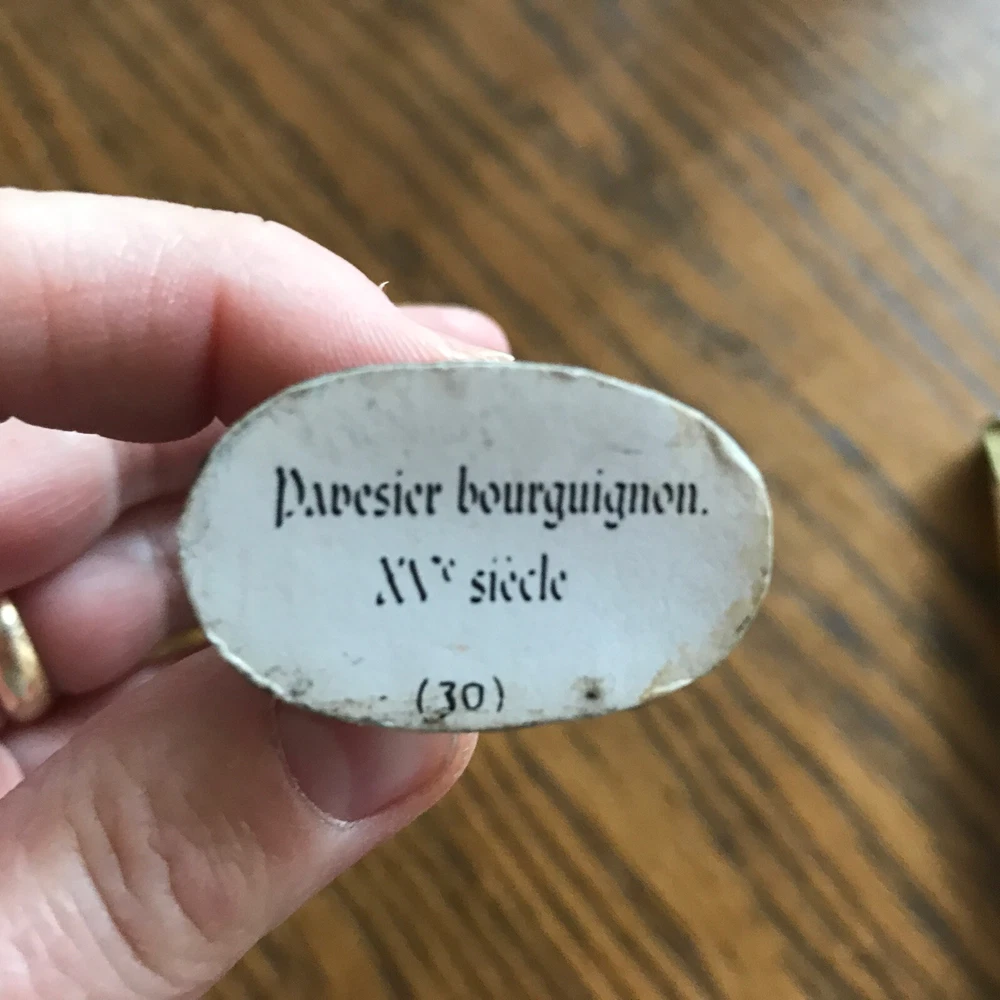 Pavesier bourguignon.
XVe siècle
(30)